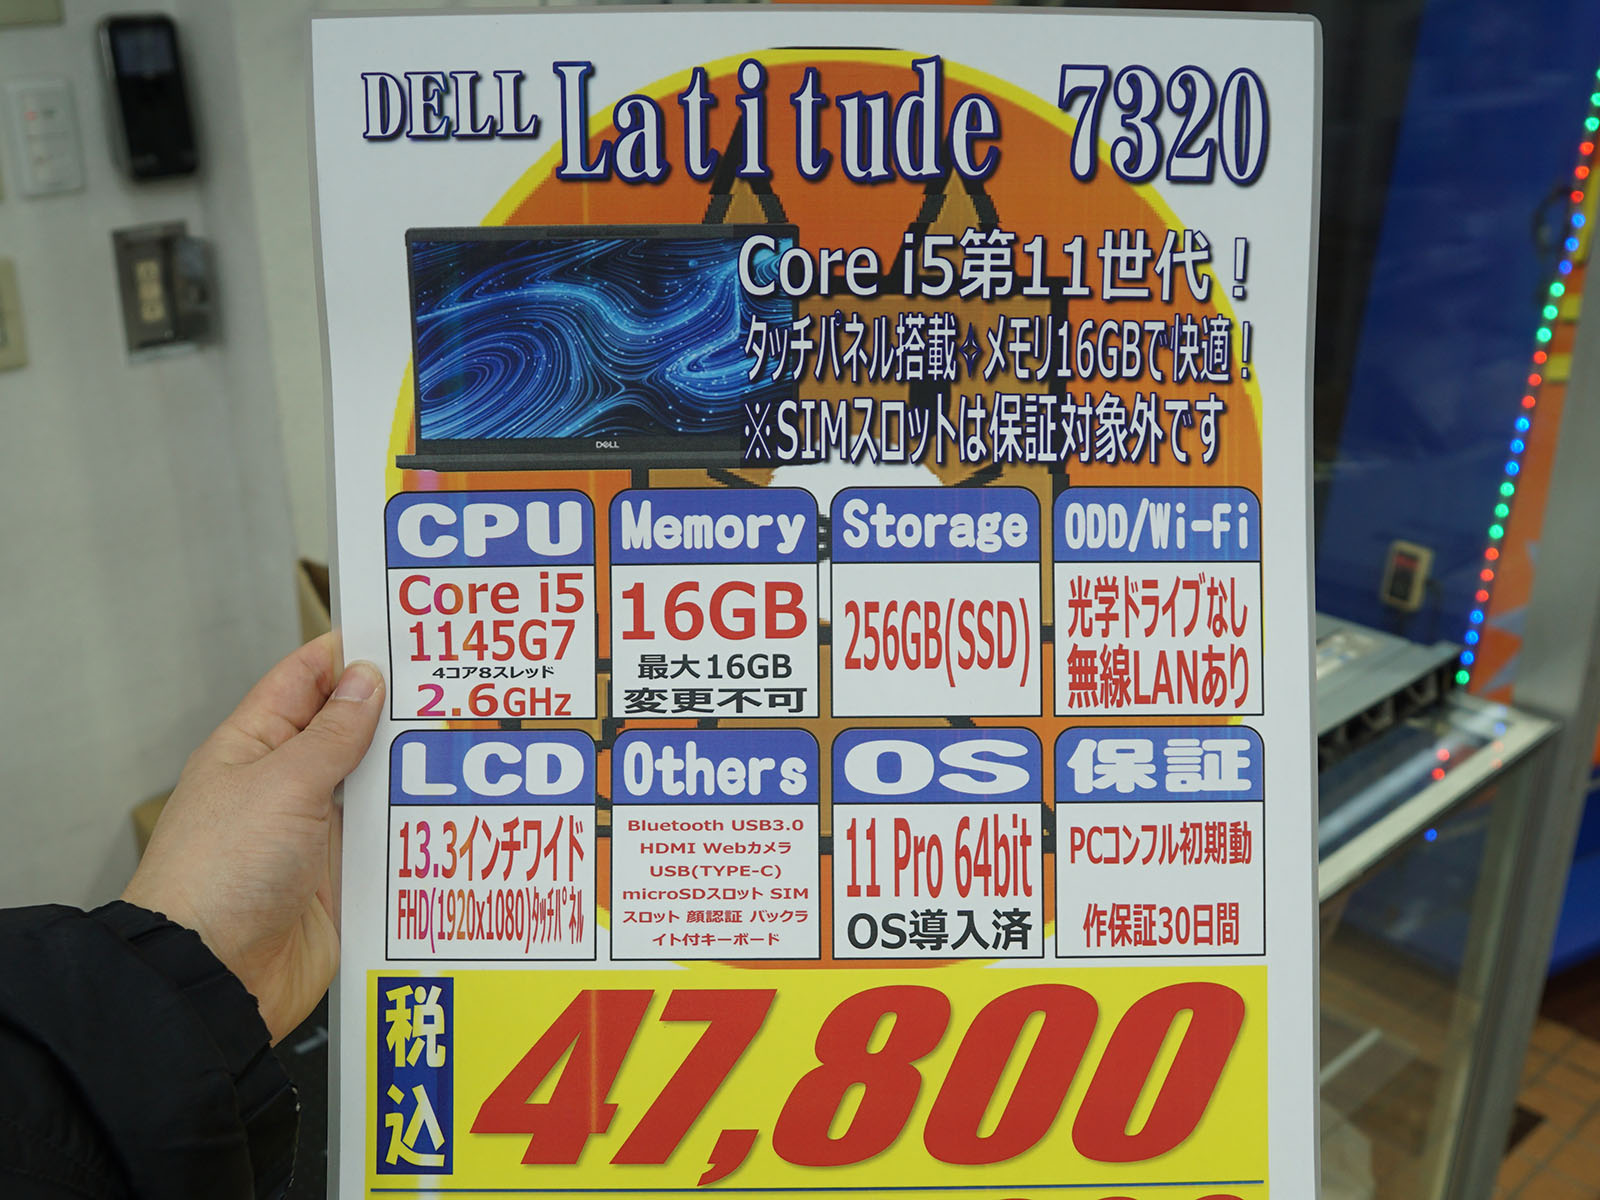 DELL Latitude 7320
Core i5第11世代！
タッチパネル搭載✧メモリ16GBで快適！
※SIMスロットは保証対象外です
DELL
CPU
Core i5
1145G7
4コア8スレッド
2.6GHz
Memory
16GB
最大16GB
変更不可
Storage
256GB(SSD)
ODD/Wi-Fi
光学ドライブなし
無線LANあり
LCD
13.3インチワイド
FHD(1920x1080)タッチパネル
Others
Bluetooth USB3.0
HDMI Webカメラ
USB(TYPE-C)
microSDスロット SIM
スロット 顔認証 バックラ
イト付キーボード
OS
11 Pro 64bit
OS導入済
保証
PCコンフル初期動
作保証30日間
税込
47,800